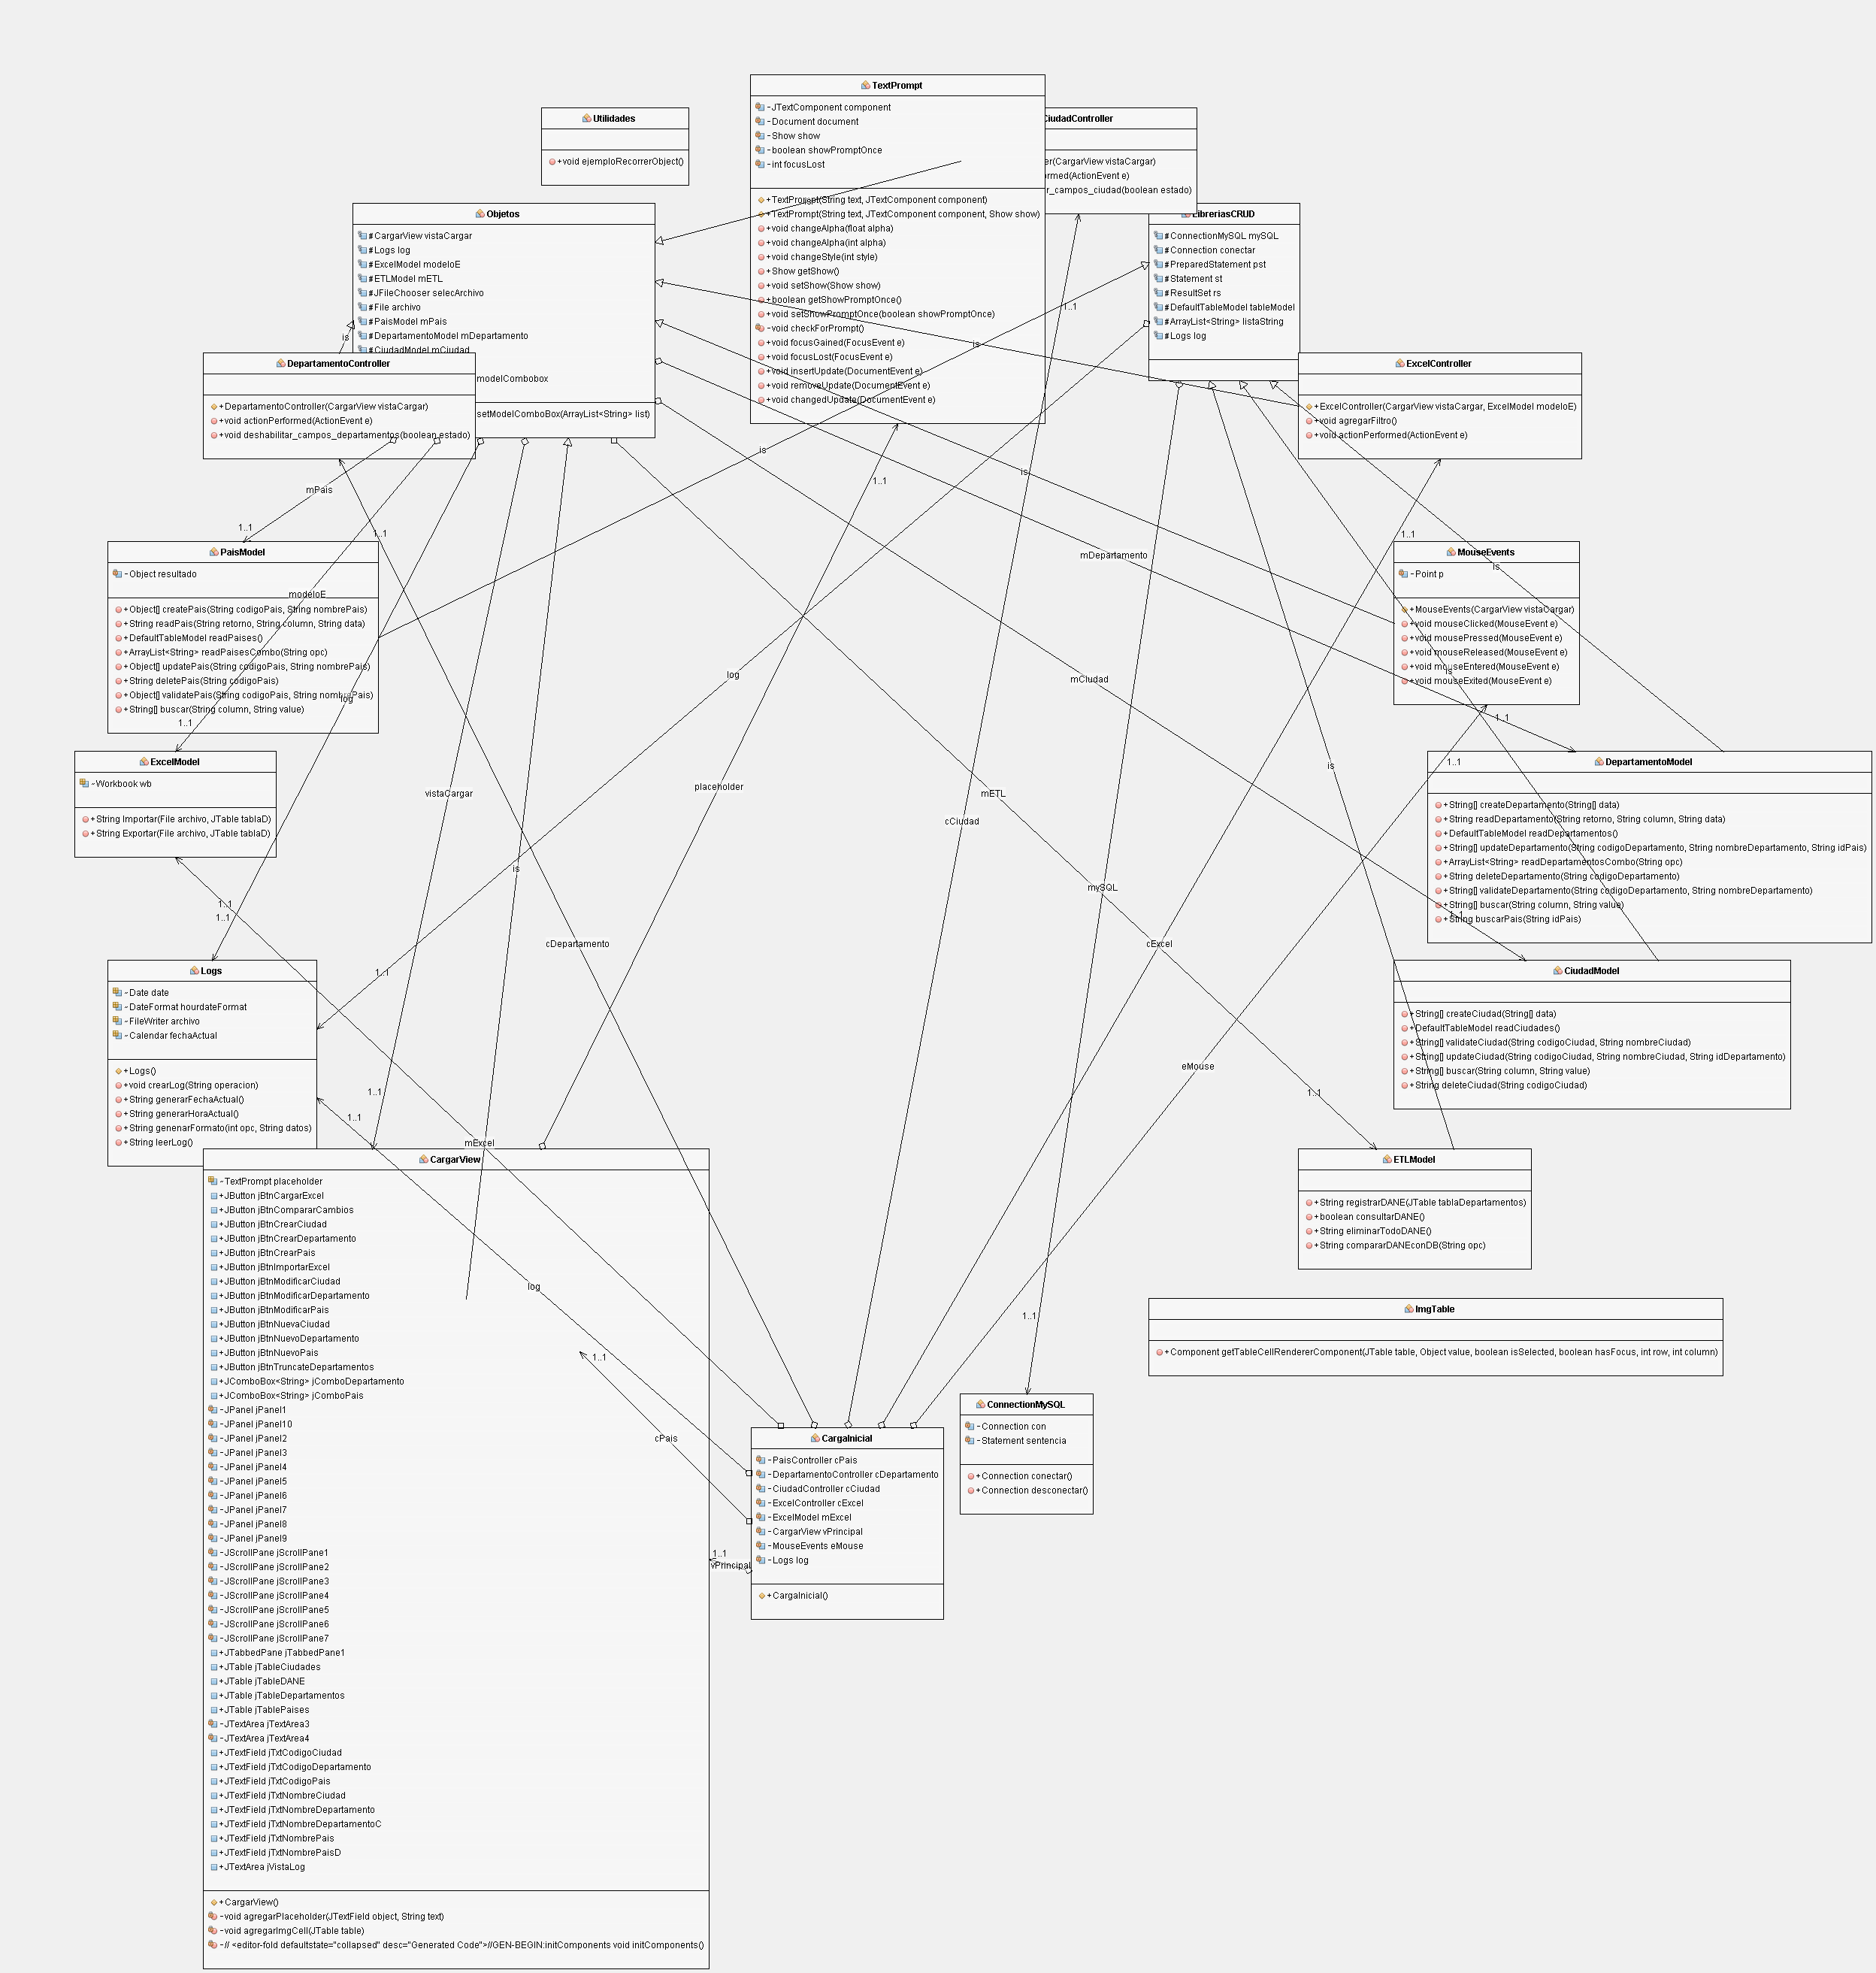 TextPrompt
-JTextComponent component
-Document document
-Show show
-boolean showPromptOnce
-int focusLost
+TextPrompt(String text, JTextComponent component)
+TextPrompt(String text, JTextComponent component, Show show)
+void changeAlpha(float alpha)
+void changeAlpha(int alpha)
+void changeStyle(int style)
+Show getShow()
+void setShow(Show show)
+boolean getShowPromptOnce()
+void setShowPromptOnce(boolean showPromptOnce)
-void checkForPrompt()
+void focusGained(FocusEvent e)
+void focusLost(FocusEvent e)
+void insertUpdate(DocumentEvent e)
+void removeUpdate(DocumentEvent e)
+void changedUpdate(DocumentEvent e)
Utilidades
+void ejemploRecorrerObject()
CiudadController
er(CargarView vistaCargar)
rmed(ActionEvent e)
r_campos_ciudad(boolean estado)
Objetos
#CargarView vistaCargar
#Logs log
#ExcelModel modeloE
#ETLModel mETL
#JFileChooser selecArchivo
#File archivo
#PaisModel mPais
#DepartamentoModel mDepartamento
#CiudadModel mCiudad
modelCombobox
setModelComboBox(ArrayList<String> list)
LibreriasCRUD
#ConnectionMySQL mySQL
#Connection conectar
#PreparedStatement pst
#Statement st
#ResultSet rs
#DefaultTableModel tableModel
#ArrayList<String> listaString
#Logs log
DepartamentoController
+DepartamentoController(CargarView vistaCargar)
+void actionPerformed(ActionEvent e)
+void deshabilitar_campos_departamentos(boolean estado)
ExcelController
+ExcelController(CargarView vistaCargar, ExcelModel modeloE)
+void agregarFiltro()
+void actionPerformed(ActionEvent e)
is
is
is
is
1..1
1..1
mPais
1..1
1..1
1..1
mDepartamento
is
PaisModel
-Object resultado
+Object[] createPais(String codigoPais, String nombrePais)
+String readPais(String retorno, String column, String data)
+DefaultTableModel readPaises()
+ArrayList<String> readPaisesCombo(String opc)
+Object[] updatePais(String codigoPais, String nombrePais)
+String deletePais(String codigoPais)
+Object[] validatePais(String codigoPais, String nombrePais)
+String[] buscar(String column, String value)
modeloE
log
1..1
MouseEvents
-Point p
+MouseEvents(CargarView vistaCargar)
+void mouseClicked(MouseEvent e)
+void mousePressed(MouseEvent e)
+void mouseReleased(MouseEvent e)
+void mouseEntered(MouseEvent e)
+void mouseExited(MouseEvent e)
log
mCiudad
is
1..1
1..1
ExcelModel
-Workbook wb
+String Importar(File archivo, JTable tablaD)
+String Exportar(File archivo, JTable tablaD)
DepartamentoModel
+String[] createDepartamento(String[] data)
+String readDepartamento(String retorno, String column, String data)
+DefaultTableModel readDepartamentos()
+String[] updateDepartamento(String codigoDepartamento, String nombreDepartamento, String idPais)
+ArrayList<String> readDepartamentosCombo(String opc)
+String deleteDepartamento(String codigoDepartamento)
+String[] validateDepartamento(String codigoDepartamento, String nombreDepartamento)
+String[] buscar(String column, String value)
+String buscarPais(String idPais)
1..1
vistaCargar
placeholder
mETL
cCiudad
is
is
mySQL
1..1
1..1
cDepartamento
cExcel
1..1
Logs
-Date date
-DateFormat hourdateFormat
-FileWriter archivo
-Calendar fechaActual
+Logs()
+void crearLog(String operacion)
+String generarFechaActual()
+String generarHoraActual()
+String genenarFormato(int opc, String datos)
+String leerLog()
CiudadModel
+String[] createCiudad(String[] data)
+DefaultTableModel readCiudades()
+String[] validateCiudad(String codigoCiudad, String nombreCiudad)
+String[] updateCiudad(String codigoCiudad, String nombreCiudad, String idDepartamento)
+String[] buscar(String column, String value)
+String deleteCiudad(String codigoCiudad)
eMouse
1..1
1..1
1..1
mExcel
CargarView
-TextPrompt placeholder
+JButton jBtnCargarExcel
+JButton jBtnCompararCambios
+JButton jBtnCrearCiudad
+JButton jBtnCrearDepartamento
+JButton jBtnCrearPais
+JButton jBtnImportarExcel
+JButton jBtnModificarCiudad
+JButton jBtnModificarDepartamento
+JButton jBtnModificarPais
+JButton jBtnNuevaCiudad
+JButton jBtnNuevoDepartamento
+JButton jBtnNuevoPais
+JButton jBtnTruncateDepartamentos
+JComboBox<String> jComboDepartamento
+JComboBox<String> jComboPais
-JPanel jPanel1
-JPanel jPanel10
-JPanel jPanel2
-JPanel jPanel3
-JPanel jPanel4
-JPanel jPanel5
-JPanel jPanel6
-JPanel jPanel7
-JPanel jPanel8
-JPanel jPanel9
-JScrollPane jScrollPane1
-JScrollPane jScrollPane2
-JScrollPane jScrollPane3
-JScrollPane jScrollPane4
-JScrollPane jScrollPane5
-JScrollPane jScrollPane6
-JScrollPane jScrollPane7
+JTabbedPane jTabbedPane1
+JTable jTableCiudades
+JTable jTableDANE
+JTable jTableDepartamentos
+JTable jTablePaises
-JTextArea jTextArea3
-JTextArea jTextArea4
+JTextField jTxtCodigoCiudad
+JTextField jTxtCodigoDepartamento
+JTextField jTxtCodigoPais
+JTextField jTxtNombreCiudad
+JTextField jTxtNombreDepartamento
+JTextField jTxtNombreDepartamentoC
+JTextField jTxtNombrePais
+JTextField jTxtNombrePaisD
+JTextArea jVistaLog
+CargarView()
-void agregarPlaceholder(JTextField object, String text)
-void agregarImgCell(JTable table)
-// <editor-fold defaultstate="collapsed" desc="Generated Code">//GEN-BEGIN:initComponents void initComponents()
ETLModel
+String registrarDANE(JTable tablaDepartamentos)
+boolean consultarDANE()
+String eliminarTodoDANE()
+String compararDANEconDB(String opc)
log
1..1
1..1
ImgTable
+Component getTableCellRendererComponent(JTable table, Object value, boolean isSelected, boolean hasFocus, int row, int column)
ConnectionMySQL
-Connection con
-Statement sentencia
+Connection conectar()
+Connection desconectar()
cPais
CargaInicial
-PaisController cPais
-DepartamentoController cDepartamento
-CiudadController cCiudad
-ExcelController cExcel
-ExcelModel mExcel
-CargarView vPrincipal
-MouseEvents eMouse
-Logs log
+CargaInicial()
1..1
vPrincipal